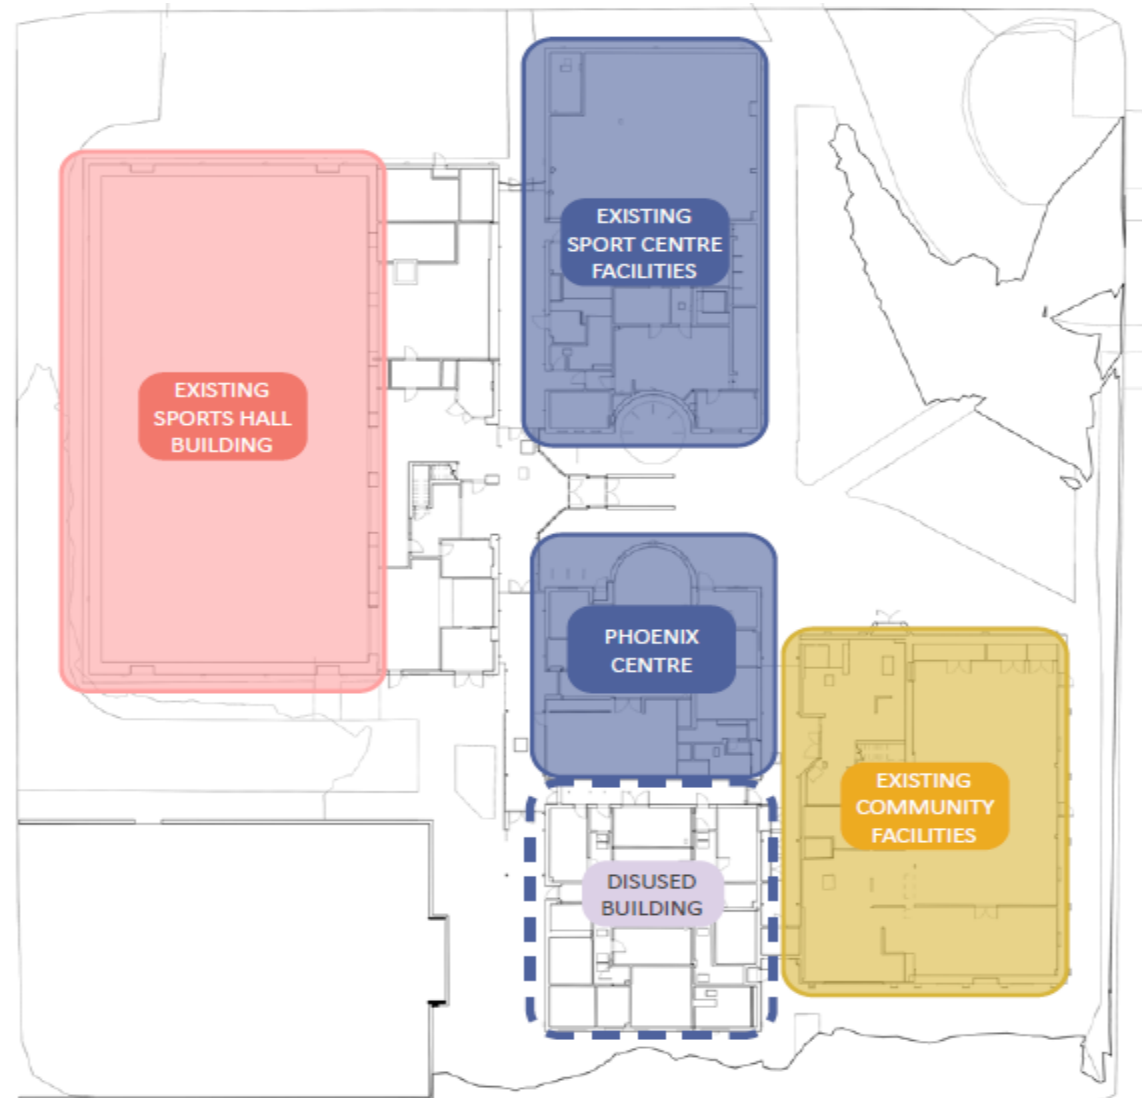 EXISTING
SPORT CENTRE
FACILITIES
EXISTING
SPORTS HALL
BUILDING
PHOENIX
CENTRE
EXISTING
COMMUNITY
FACILITIES
DISUSED
BUILDING